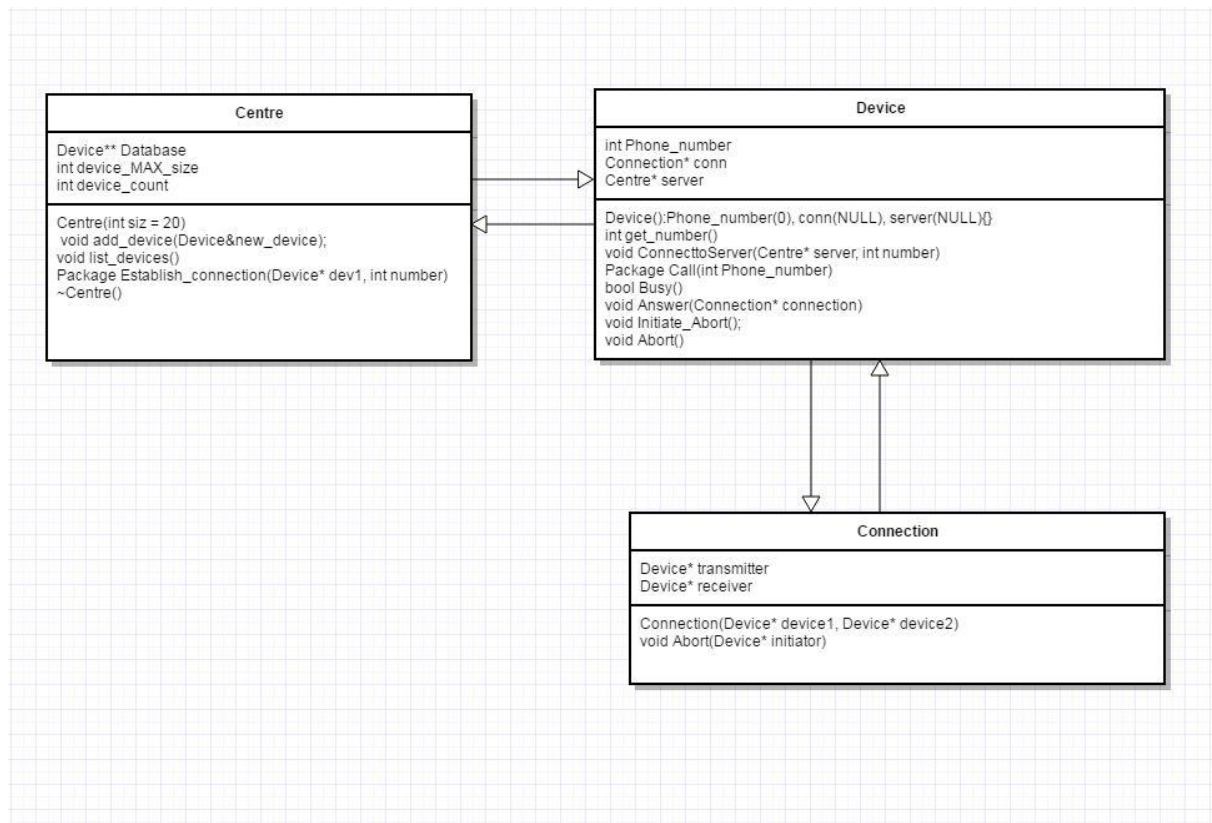 Centre
Device** Database
int device_MAX_size
int device_count
Centre(int siz = 20)
void add_device(Device&new_device);
void list_devices()
Package Establish_connection(Device* dev1, int number)
~Centre()
Device
int Phone_number
Connection* conn
Centre* server
Device():Phone_number(0), conn(NULL), server(NULL){}
int get_number()
void ConnecttoServer(Centre* server, int number)
Package Call(int Phone_number)
bool Busy()
void Answer(Connection* connection)
void Initiate_Abort();
void Abort()
Connection
Device* transmitter
Device* receiver
Connection(Device* device1, Device* device2)
void Abort(Device* initiator)